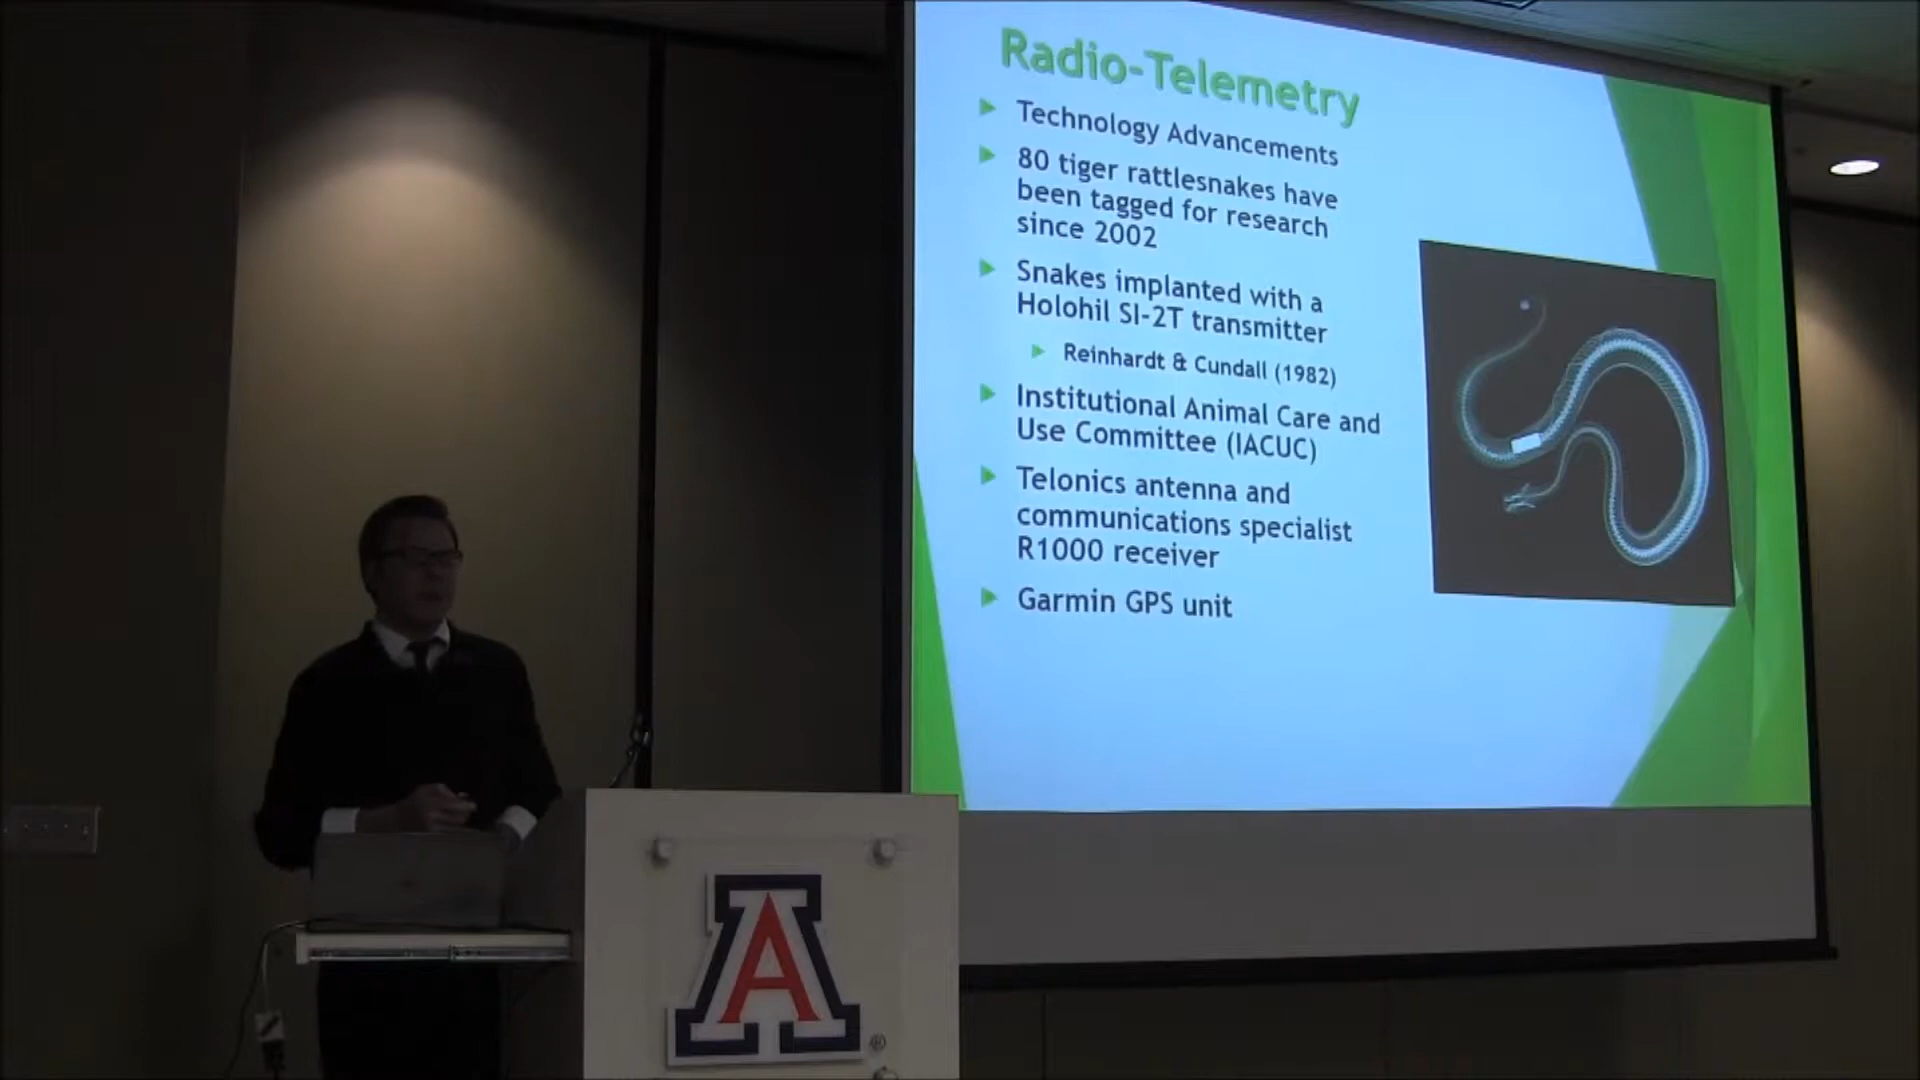 Radio-Telemetry
Technology Advancements
80 tiger rattlesnakes have
been tagged for research
since 2002
Snakes implanted with a
Holohil SI-2T transmitter
Reinhardt & Cundall (1982)
Institutional Animal Care and
Use Committee (IACUC)
Telonics antenna and
communications specialist
R1000 receiver
Garmin GPS unit
A
®